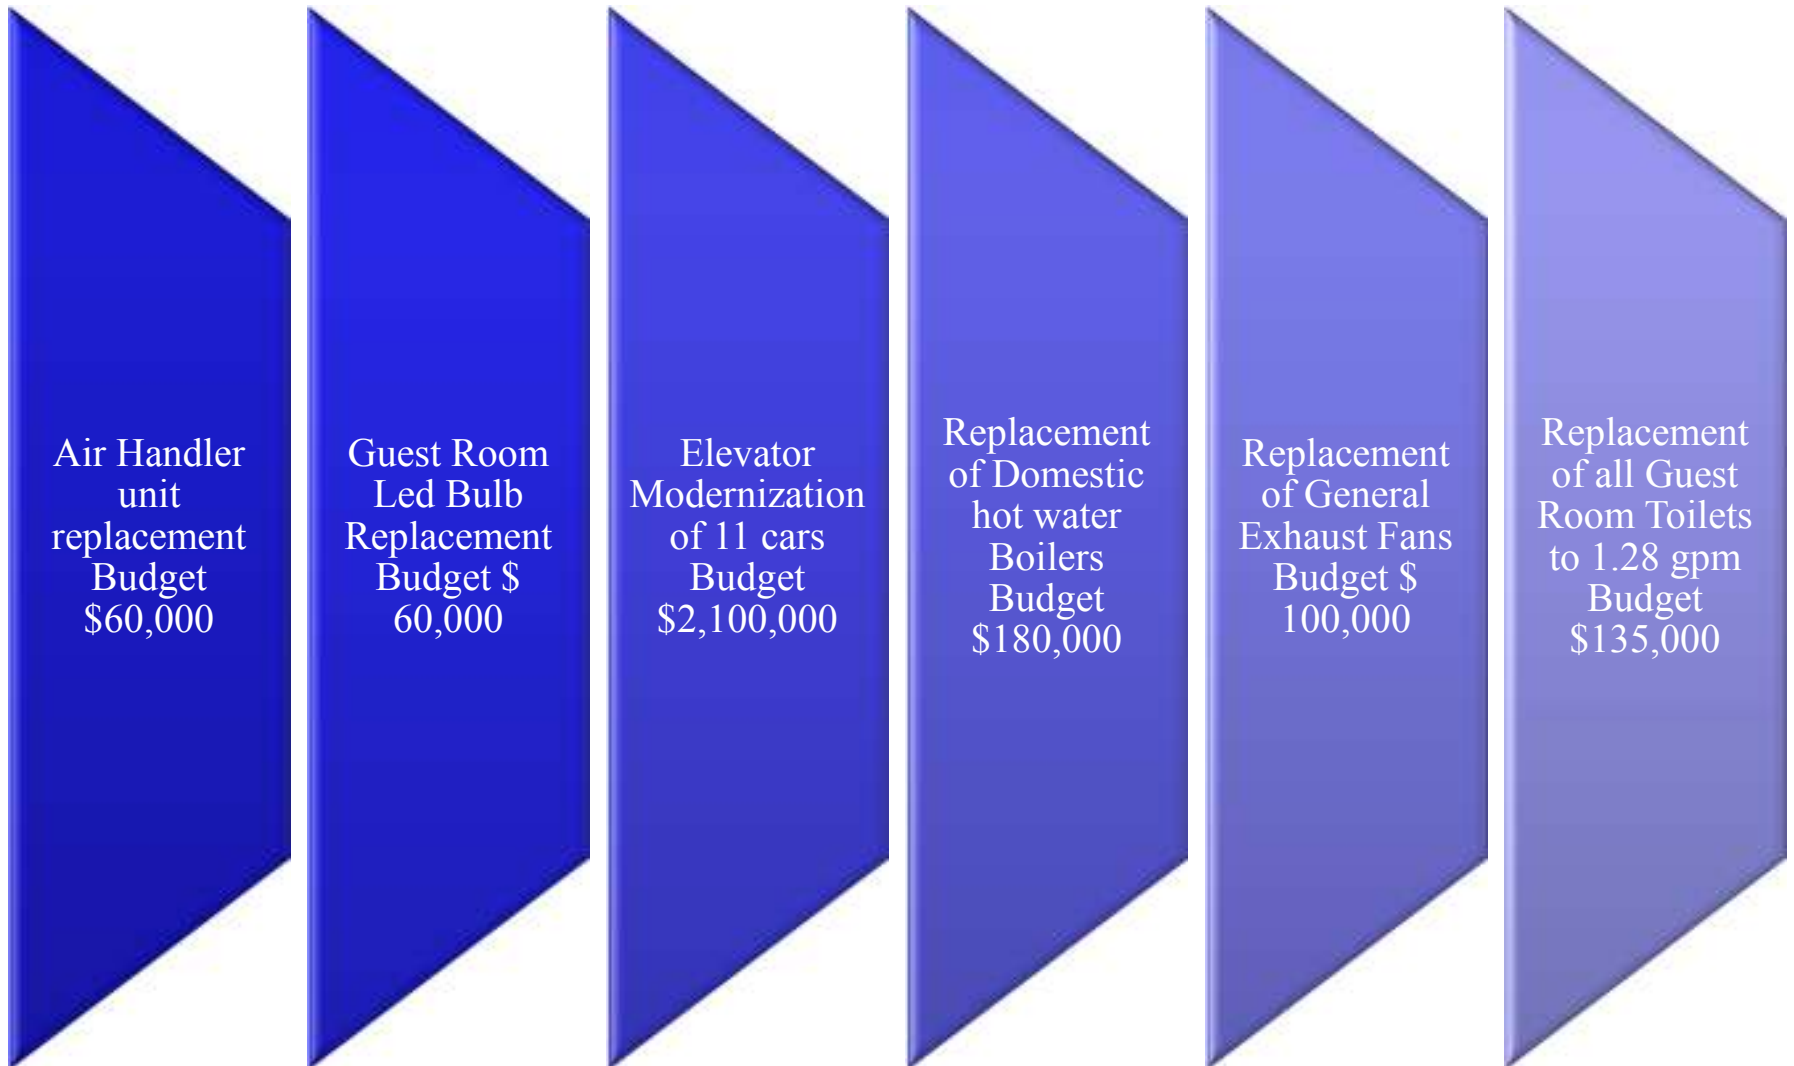 Air Handler
unit
replacement
Budget
$60,000
Guest Room
Led Bulb
Replacement
Budget $
60,000
Elevator
Modernization
of 11 cars
Budget
$2,100,000
Replacement
of Domestic
hot water
Boilers
Budget
$180,000
Replacement
of General
Exhaust Fans
Budget $
100,000
Replacement
of all Guest
Room Toilets
to 1.28 gpm
Budget
$135,000